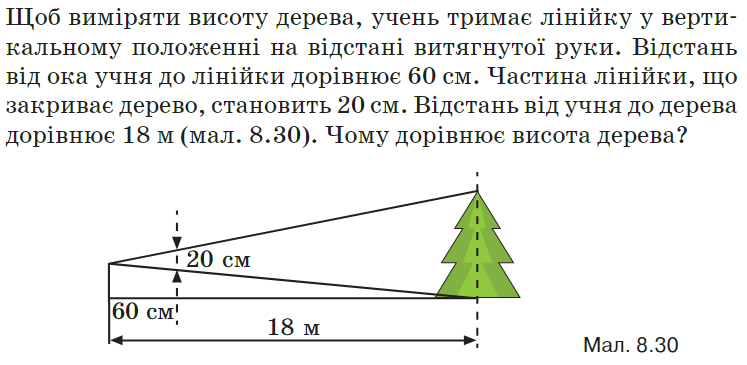 Щоб виміряти висоту дерева, учень тримає лінійку у верти-
кальному положенні на відстані витягнутої руки. Відстань
від ока учня до лінійки дорівнює 60 см. Частина лінійки, що
закриває дерево, становить 20 см. Відстань від учня до дерева
дорівнює 18 м (мал. 8.30). Чому дорівнює висота дерева?
20 см
60 см
18 м
Мал. 8.30